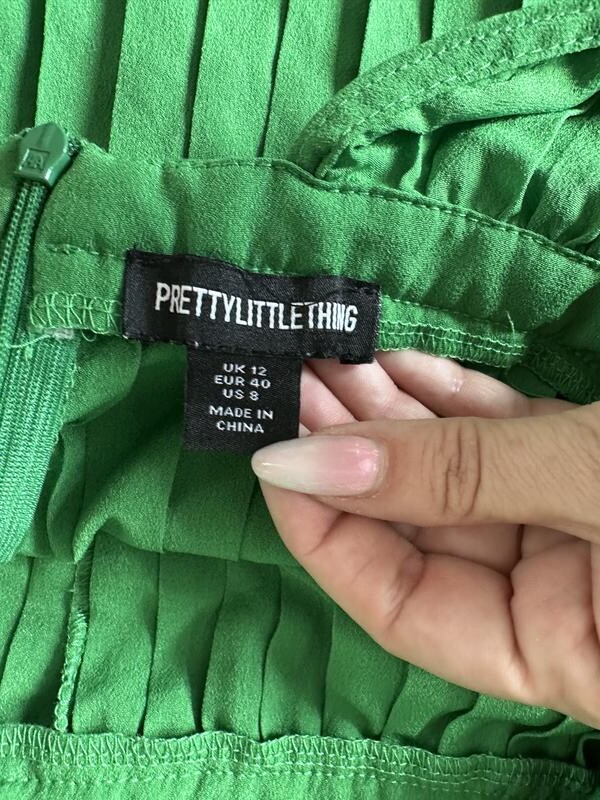 PRETTYLITTLETHING
UK 12
EUR 40
US 8
MADE IN
CHINA